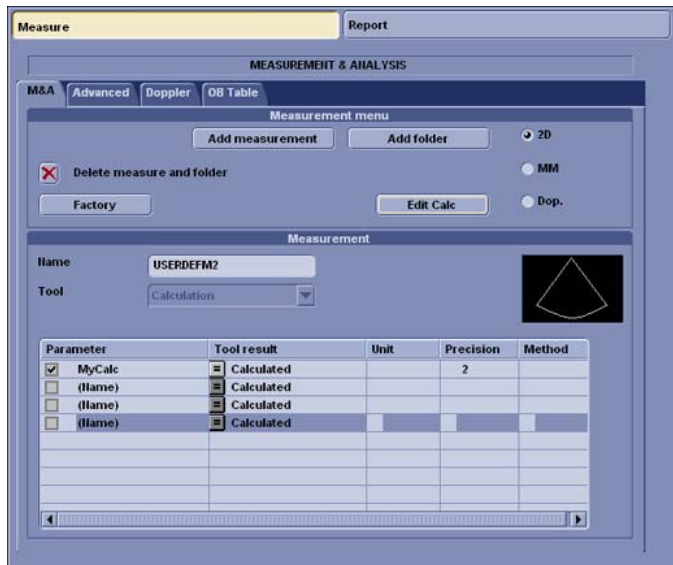 Measure Report
MEASUREMENT & ANALYSIS
M&A Advanced Doppler OB Table
Measurement menu
Add measurement Add folder 2D
Delete measure and folder MM
Factory Edit Calc Dop.
Measurement
Name USERDEFM2
Tool Calculation
Parameter Tool result Unit Precision Method
MyCalc = Calculated 2
(Name) = Calculated
(Name) = Calculated
(Name) = Calculated